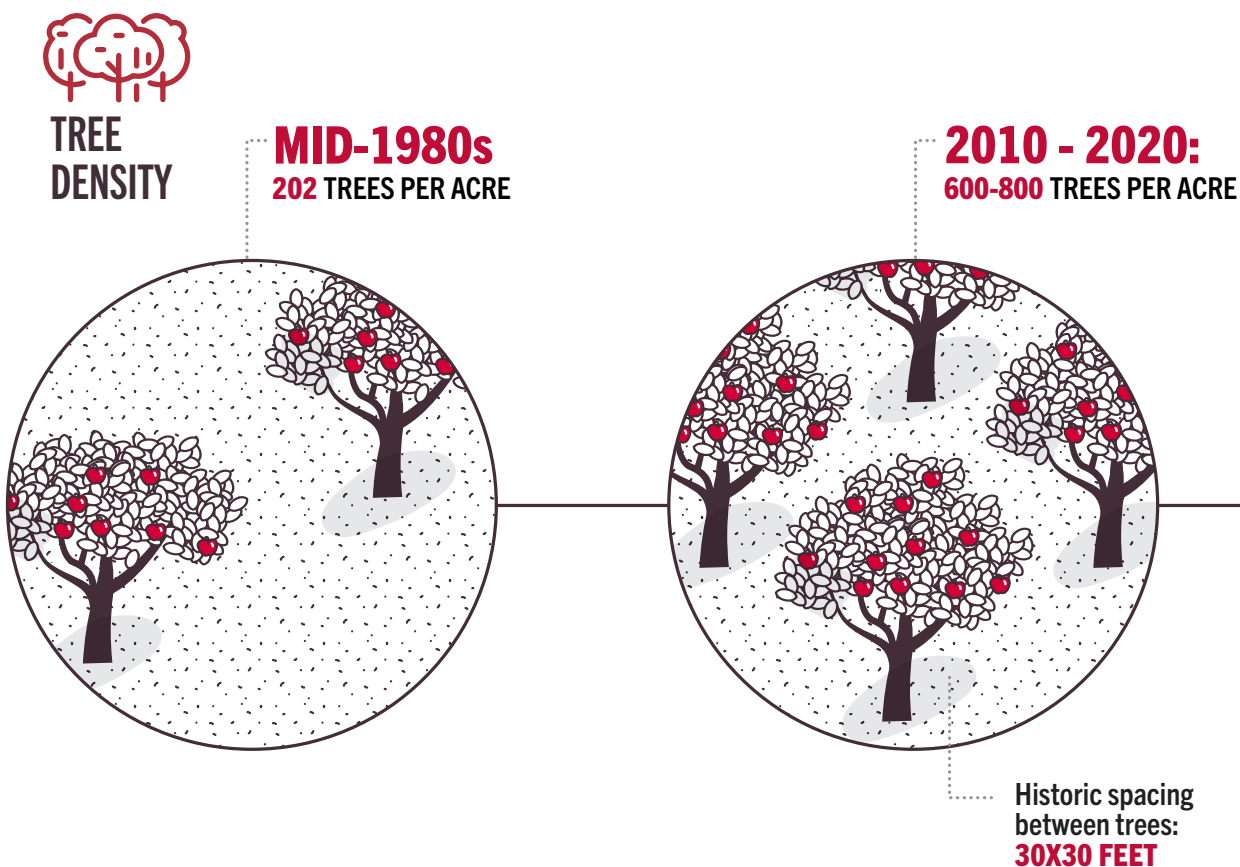 TREE
DENSITY
MID-1980s
202 TREES PER ACRE
2010 - 2020:
600-800 TREES PER ACRE
Historic spacing
between trees:
30X30 FEET